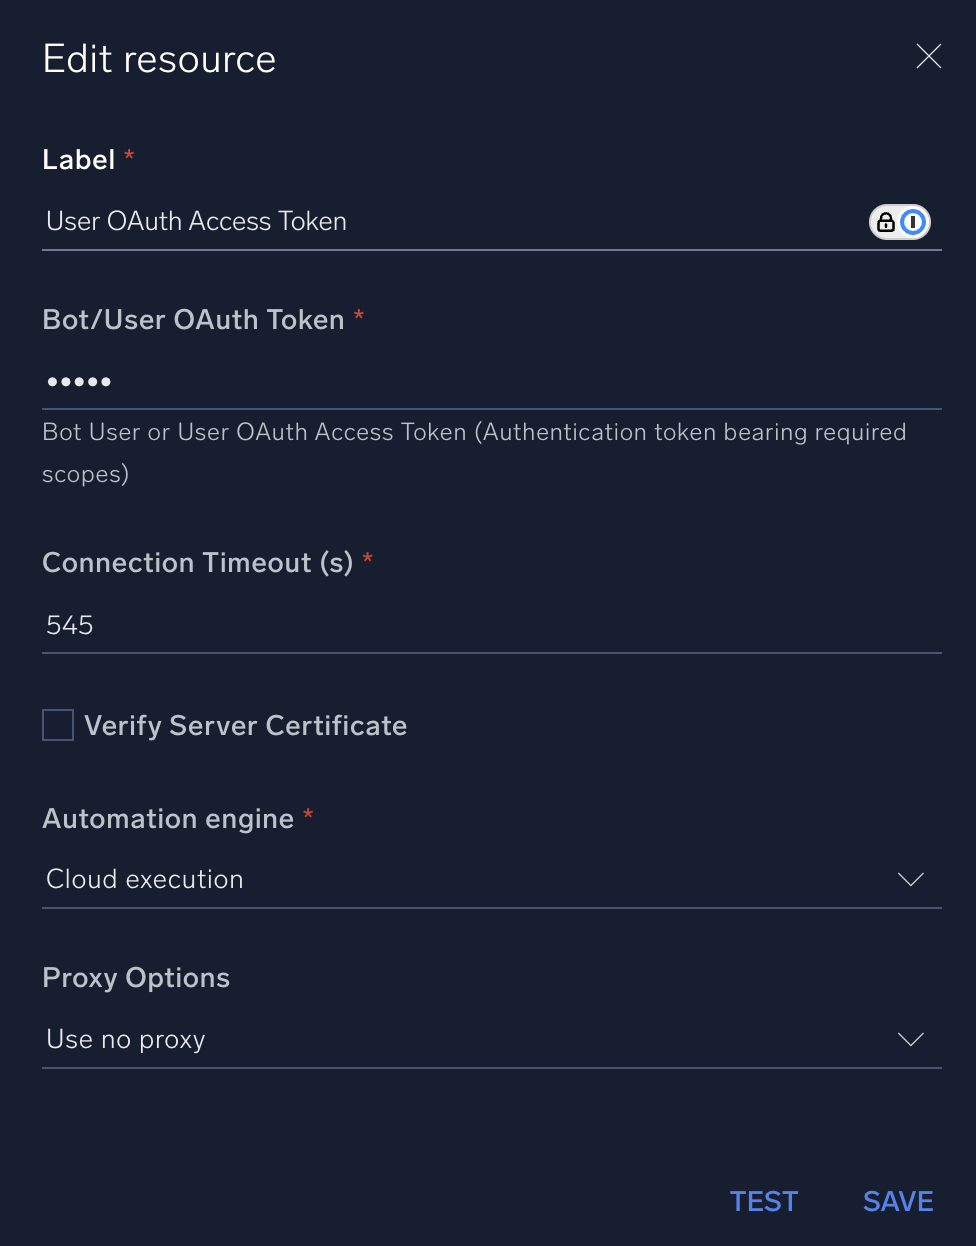 Edit resource
Label *
User OAuth Access Token
Bot/User OAuth Token *
•••••
Bot User or User OAuth Access Token (Authentication token bearing required
scopes)
Connection Timeout (s) *
545
Verify Server Certificate
Automation engine *
Cloud execution
Proxy Options
Use no proxy
TEST SAVE